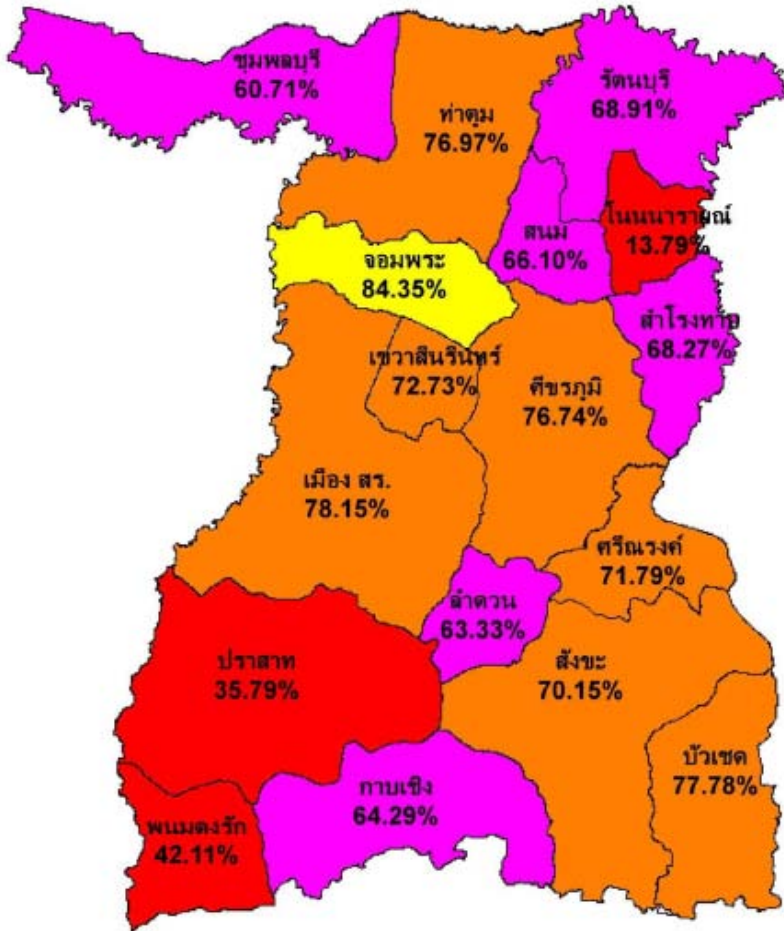 ชุมพลบุรี
60.71%
ท่าตูม
76.97%
รัตนบุรี
68.91%
สนม
66.10%
โนนนารายณ์
13.79%
จอมพระ
84.35%
สำโรงทาบ
68.27%
เขวาสินรินทร์
72.73%
ศีขรภูมิ
76.74%
เมือง สร.
78.15%
ศรีณรงค์
71.79%
ลำดวน
63.33%
สังขะ
70.15%
ปราสาท
35.79%
บัวเชด
77.78%
กาบเชิง
64.29%
พนมดงรัก
42.11%